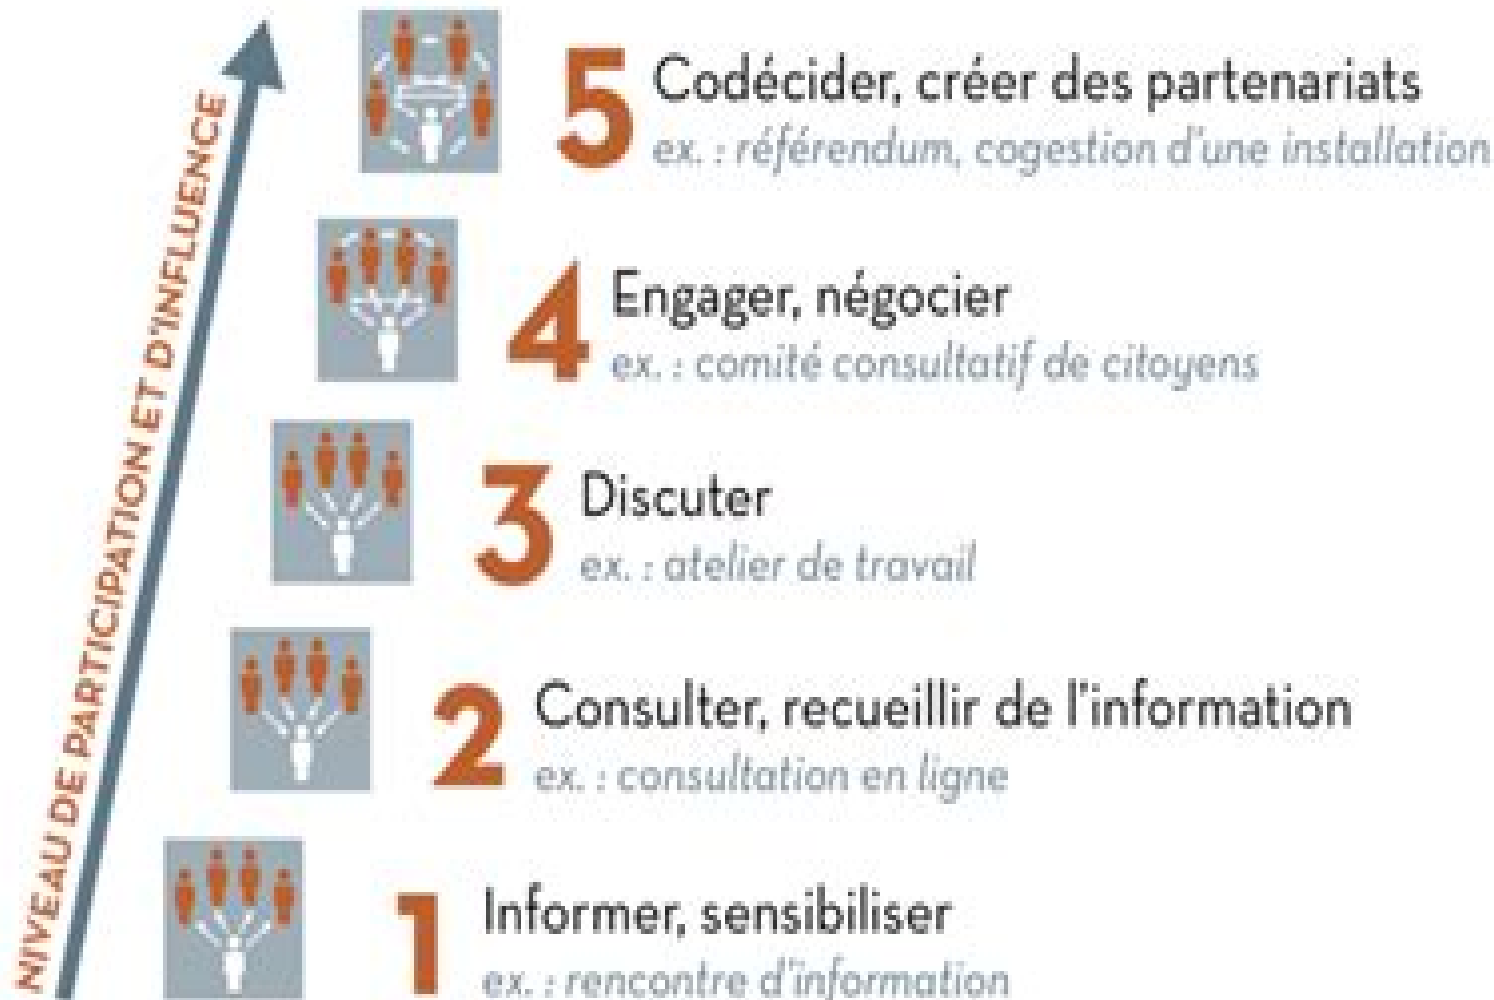 NIVEAU DE PARTICIPATION ET D'INFLUENCE
5 Codécider, créer des partenariats
ex. : référendum, cogestion d'une installation
4 Engager, négocier
ex. : comité consultatif de citoyens
3 Discuter
ex. : atelier de travail
2 Consulter, recueillir de l'information
ex. : consultation en ligne
1 Informer, sensibiliser
ex. : rencontre d'information